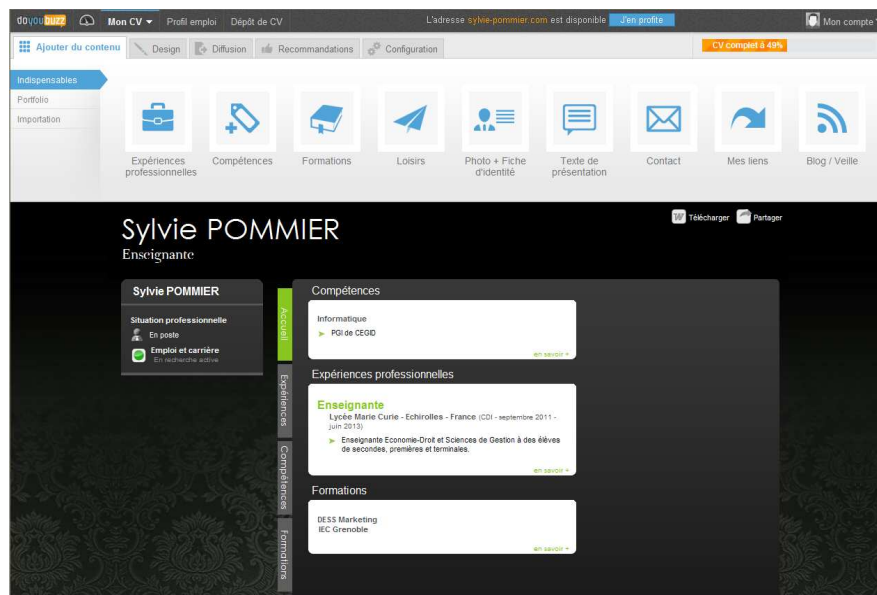 doyoubuzz Mon CV Profil emploi Dépôt de CV L'adresse sylvie-pommier.com est disponible J'en profite Mon compte
Ajouter du contenu Design Diffusion Recommandations Configuration CV complet à 49%
Indispensables
Portfolio
Importation
Expériences professionnelles
Compétences
Formations
Loisirs
Photo + Fiche d'identité
Texte de présentation
Contact
Mes liens
Blog / Veille
Sylvie POMMIER
Enseignante
Télécharger Partager
Sylvie POMMIER
Situation professionnelle
En poste
Emploi et carrière
En recherche active
Accueil
Expériences
Compétences
Formations
Compétences
Informatique
PGI de CEGID
en savoir +
Expériences professionnelles
Enseignante
Lycée Marie Curie - Echirolles - France (CDI - septembre 2011 -
juin 2013)
Enseignante Economie-Droit et Sciences de Gestion à des élèves
de secondes, premières et terminales.
en savoir +
Formations
DESS Marketing
IEC Grenoble
en savoir +